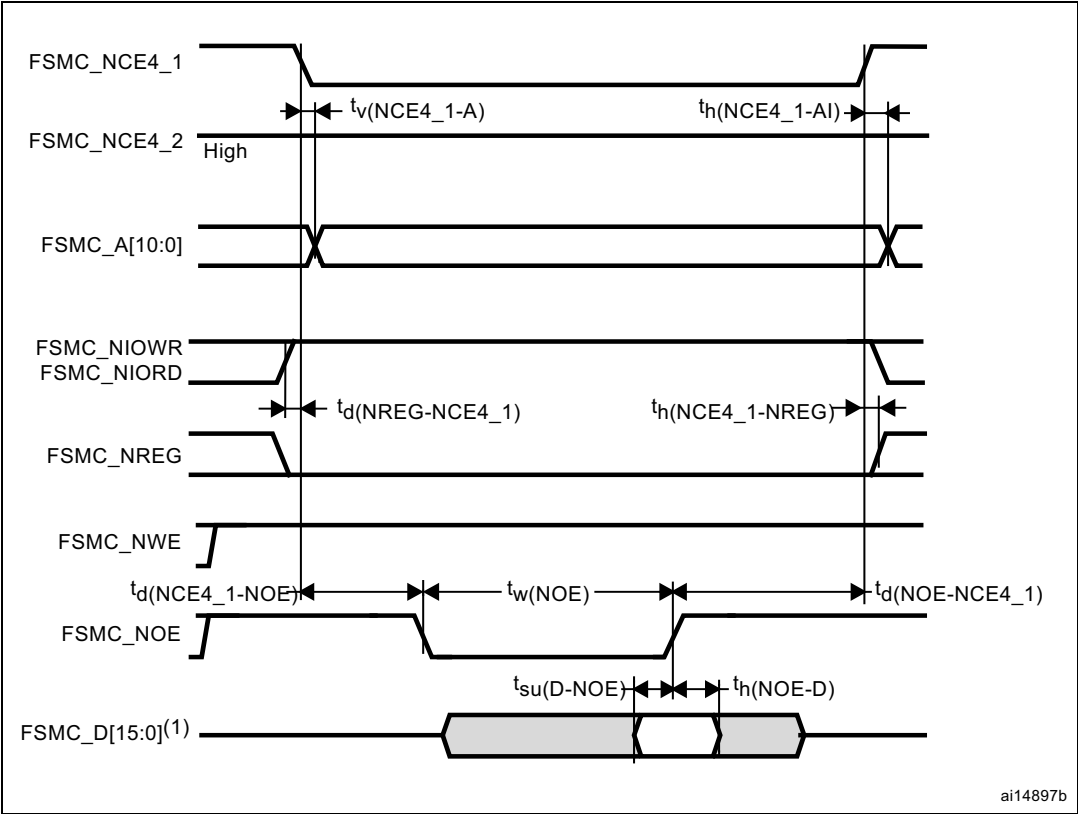 FSMC_NCE4_1
tv(NCE4_1-A)
th(NCE4_1-AI)
FSMC_NCE4_2
High
FSMC_A[10:0]
FSMC_NIOWR
FSMC_NIORD
td(NREG-NCE4_1)
th(NCE4_1-NREG)
FSMC_NREG
FSMC_NWE
td(NCE4_1-NOE)
tw(NOE)
td(NOE-NCE4_1)
FSMC_NOE
tsu(D-NOE)
th(NOE-D)
FSMC_D[15:0](1)
ai14897b